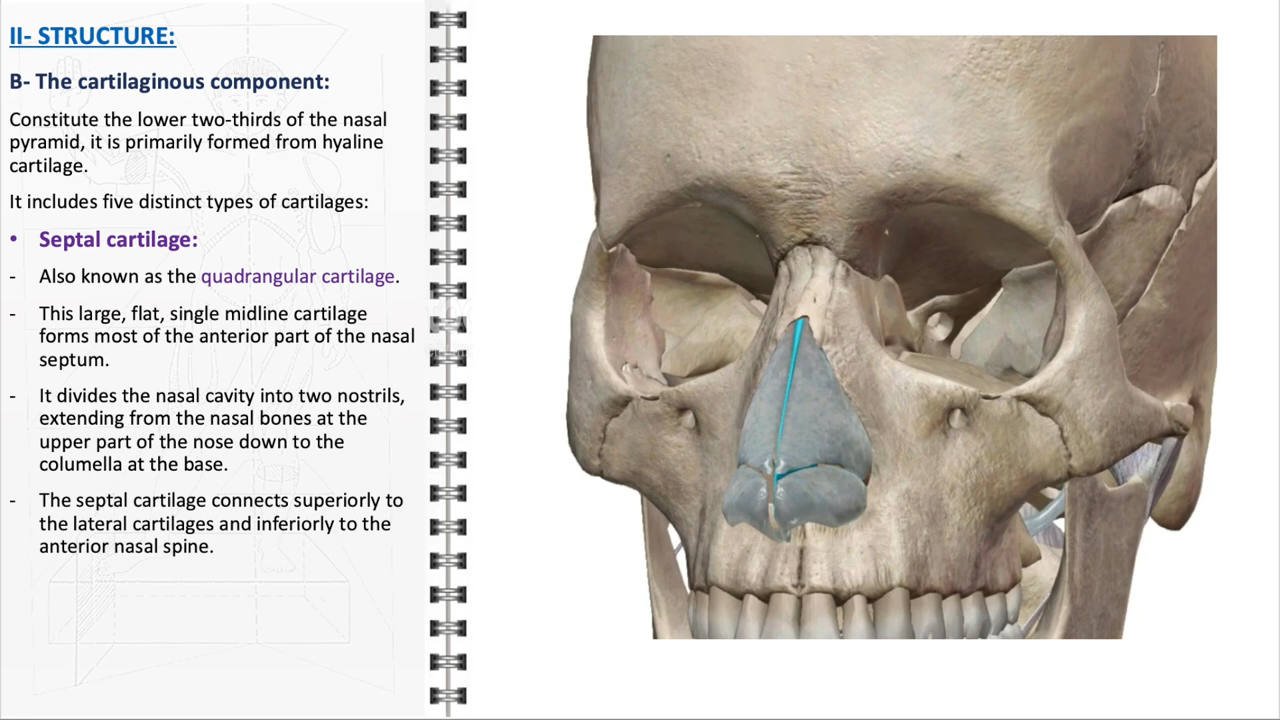 II- STRUCTURE:
B- The cartilaginous component:
Constitute the lower two-thirds of the nasal
pyramid, it is primarily formed from hyaline
cartilage.
It includes five distinct types of cartilages:
• Septal cartilage:
- Also known as the quadrangular cartilage.
- This large, flat, single midline cartilage
forms most of the anterior part of the nasal
septum.
- It divides the nasal cavity into two nostrils,
extending from the nasal bones at the
upper part of the nose down to the
columella at the base.
- The septal cartilage connects superiorly to
the lateral cartilages and inferiorly to the
anterior nasal spine.